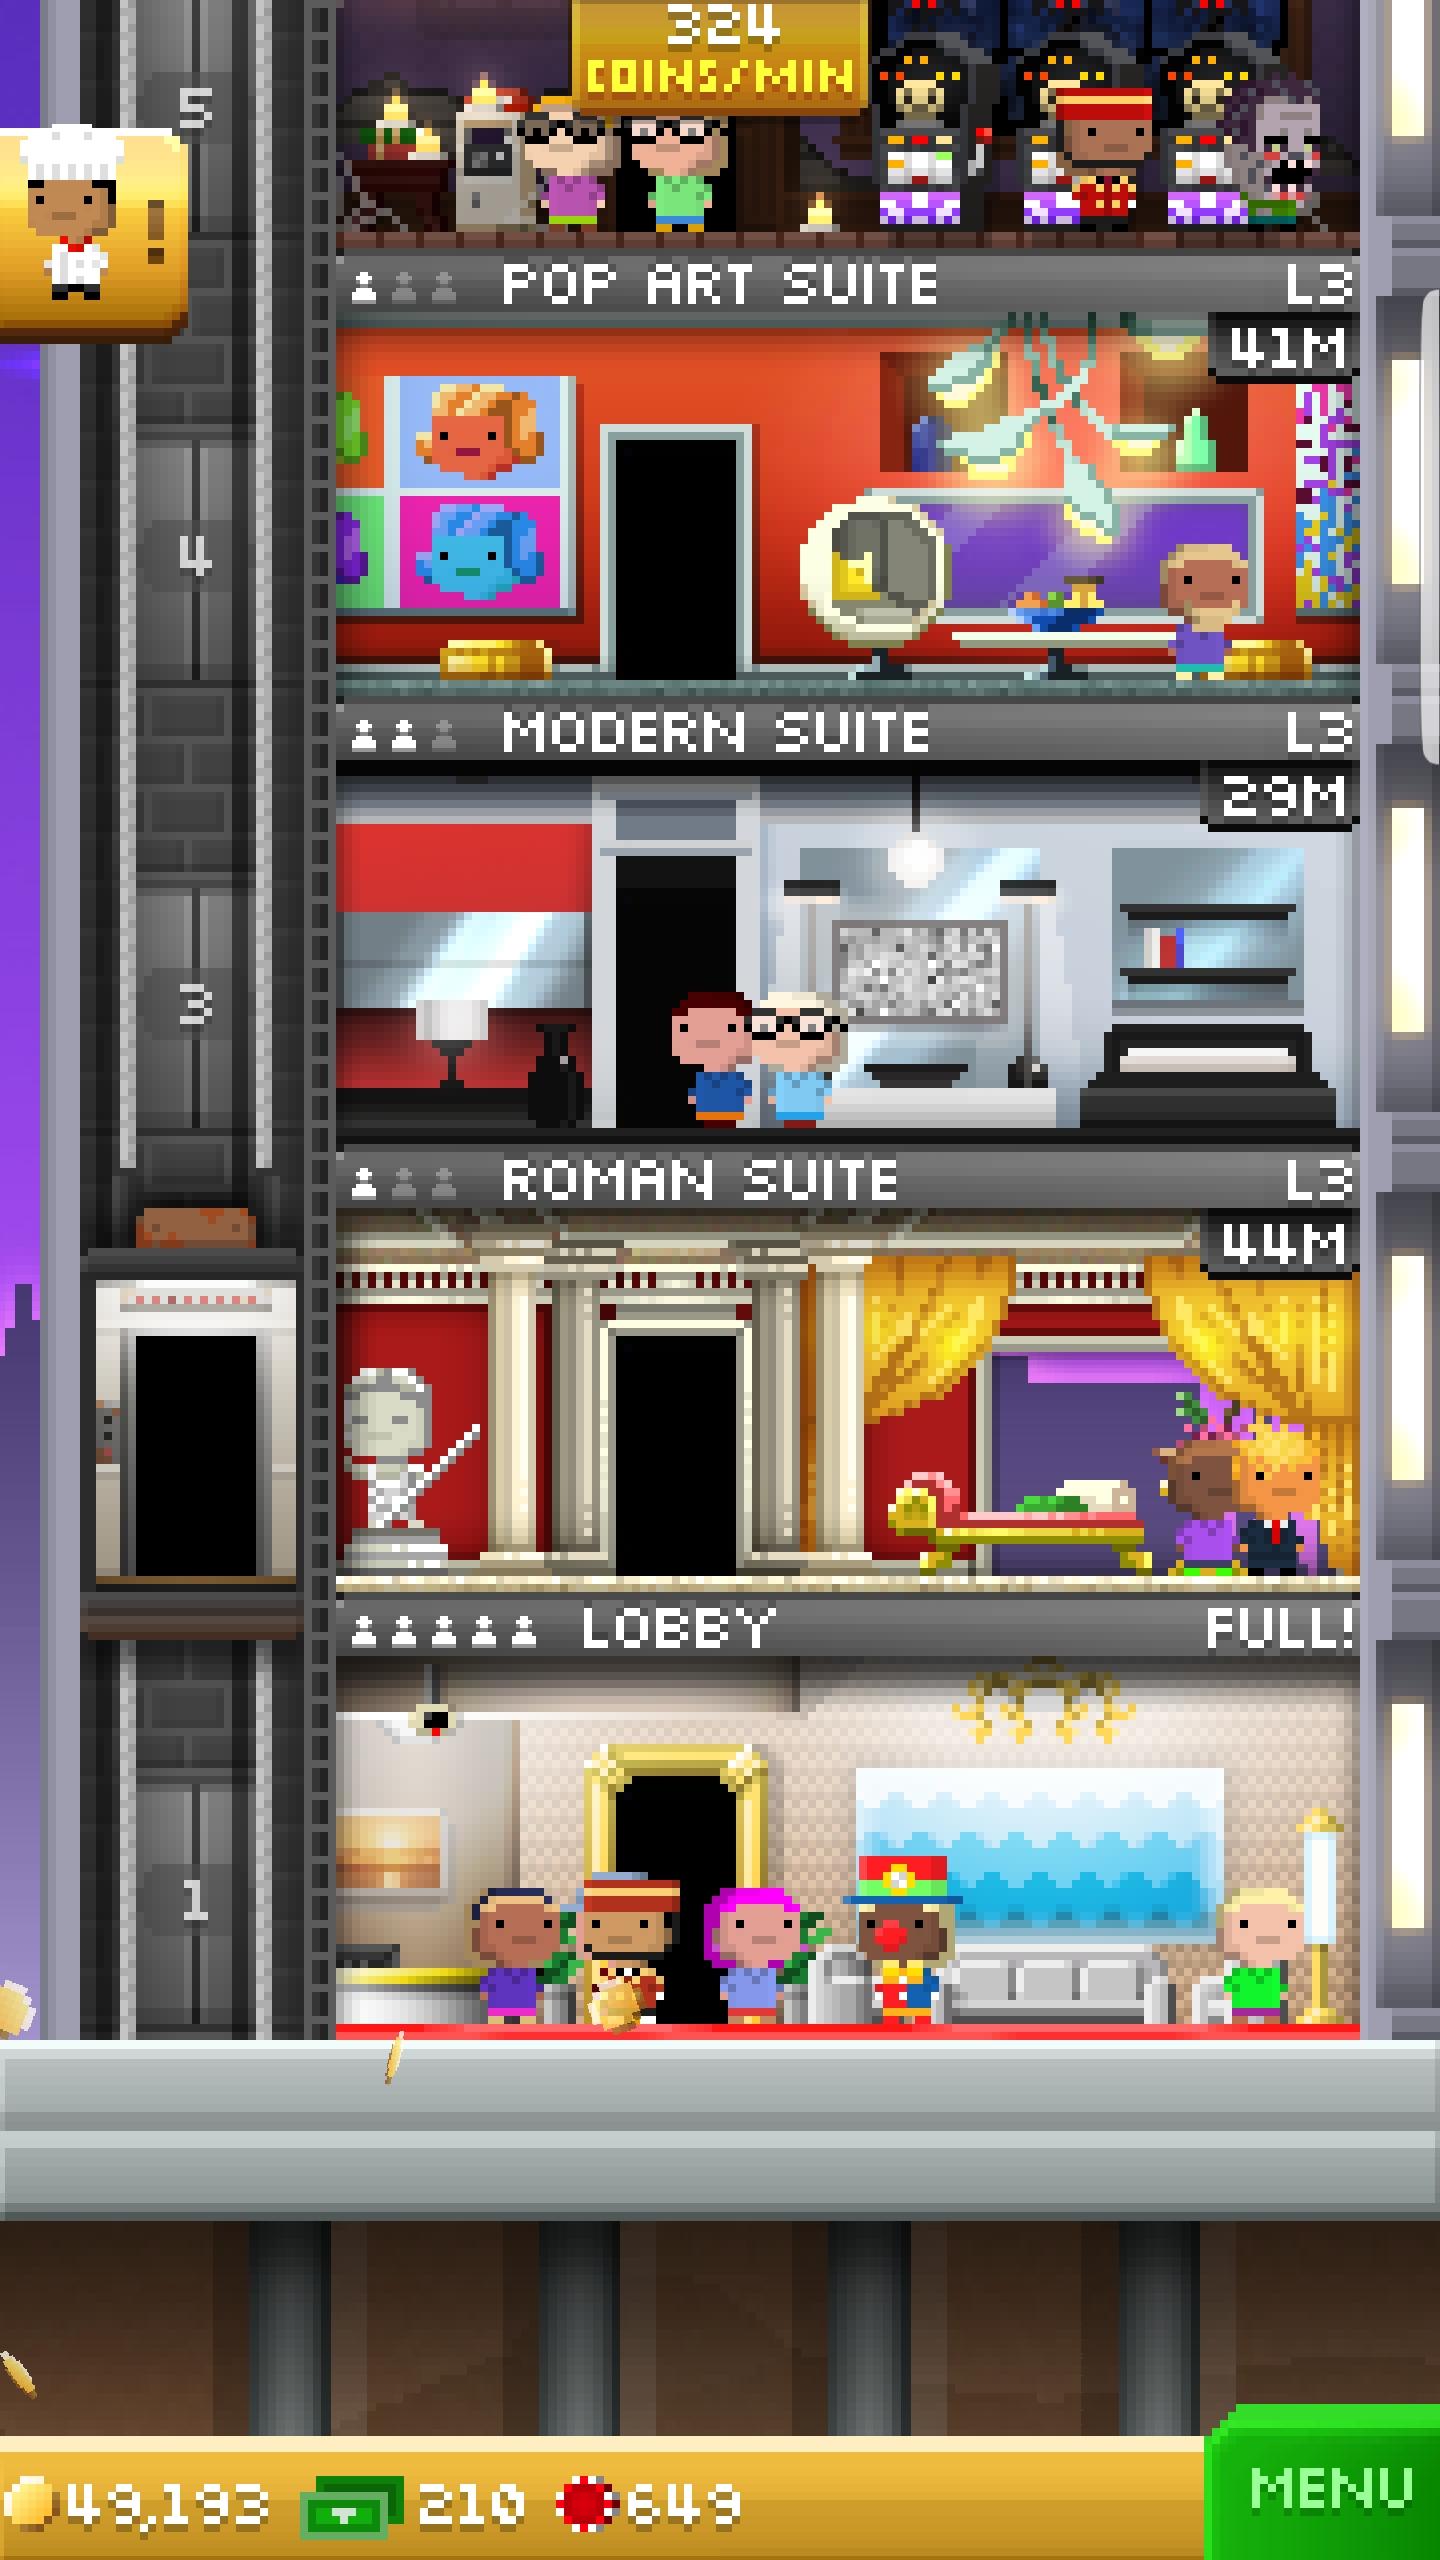 324
COINS/MIN
5
!
POP ART SUITE L3
41M
4
MODERN SUITE L3
29M
3
ROMAN SUITE L3
44M
LOBBY FULL!
1
49,193 210 649
MENU